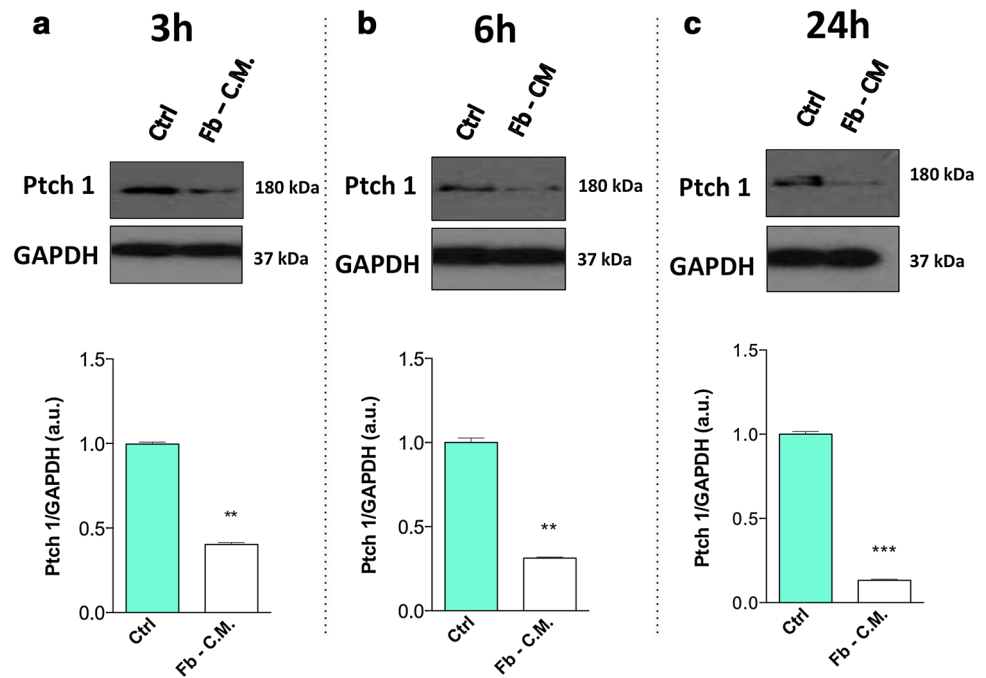 a
3h
Ctrl
Fb – C.M.
Ptch 1
180 kDa
GAPDH
37 kDa
Ptch 1/GAPDH (a.u.)
1.5
1.0
0.5
0.0
**
Ctrl
Fb - C.M.
b
6h
Ctrl
Fb – CM
Ptch 1
180 kDa
GAPDH
37 kDa
Ptch 1/GAPDH (a.u.)
1.5
1.0
0.5
0.0
**
Ctrl
Fb - C.M.
c
24h
Ctrl
Fb – CM
Ptch 1
180 kDa
GAPDH
37 kDa
Ptch 1/GAPDH (a.u.)
1.5
1.0
0.5
0.0
***
Ctrl
Fb - C.M.